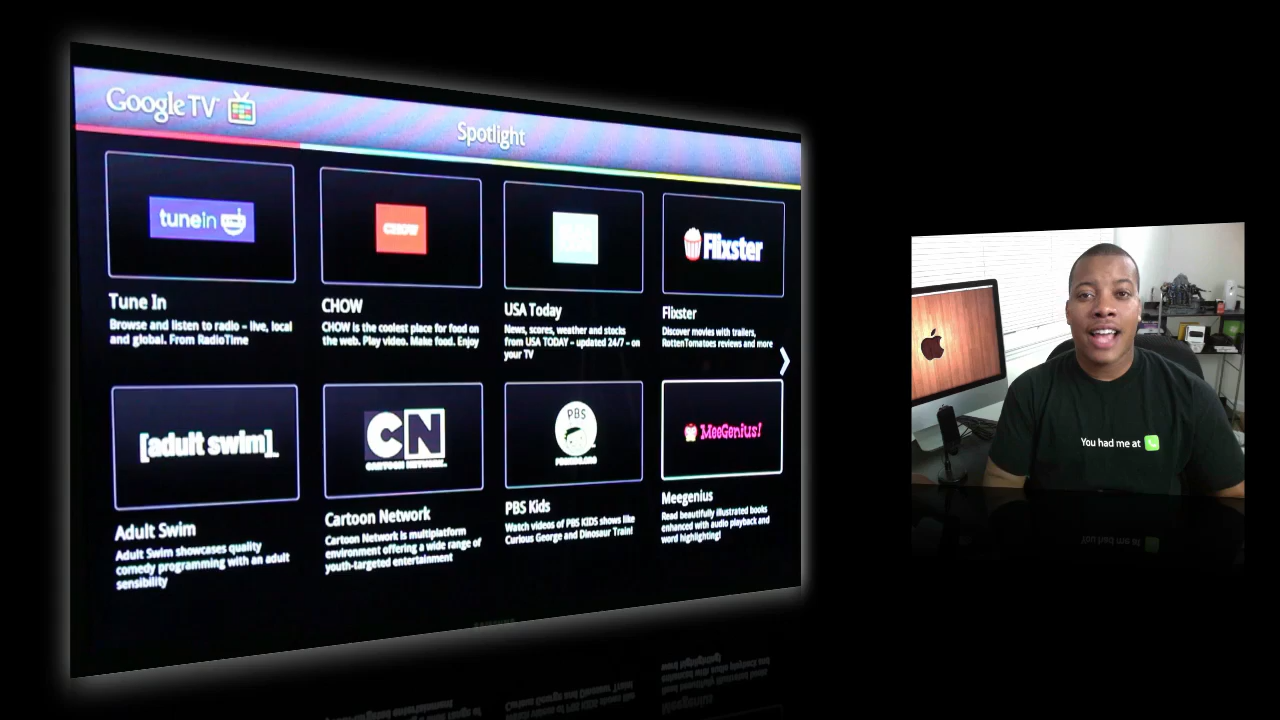 Google TV
Spotlight
tunein
CHOW
Flixster
Tune In
Browse and listen to radio – live, local
and global. From RadioTime
CHOW
CHOW is the coolest place for food on
the web. Play video. Make food. Enjoy
USA Today
News, scores, weather and stocks
from USA TODAY – updated 24/7 – on
your TV
Flixster
Discover movies with trailers,
RottenTomatoes reviews and more
[adult swim]
CN
CARTOON NETWORK
PBS
PBSKIDS.ORG
MeeGenius!
Adult Swim
Adult Swim showcases quality
comedy programming with an adult
sensibility
Cartoon Network
Cartoon Network is multiplatform
environment offering a wide range of
youth-targeted entertainment
PBS Kids
Watch videos of PBS KIDS shows like
Curious George and Dinosaur Train!
Meegenius
Read beautifully illustrated books
enhanced with audio playback and
word highlighting!
You had me at